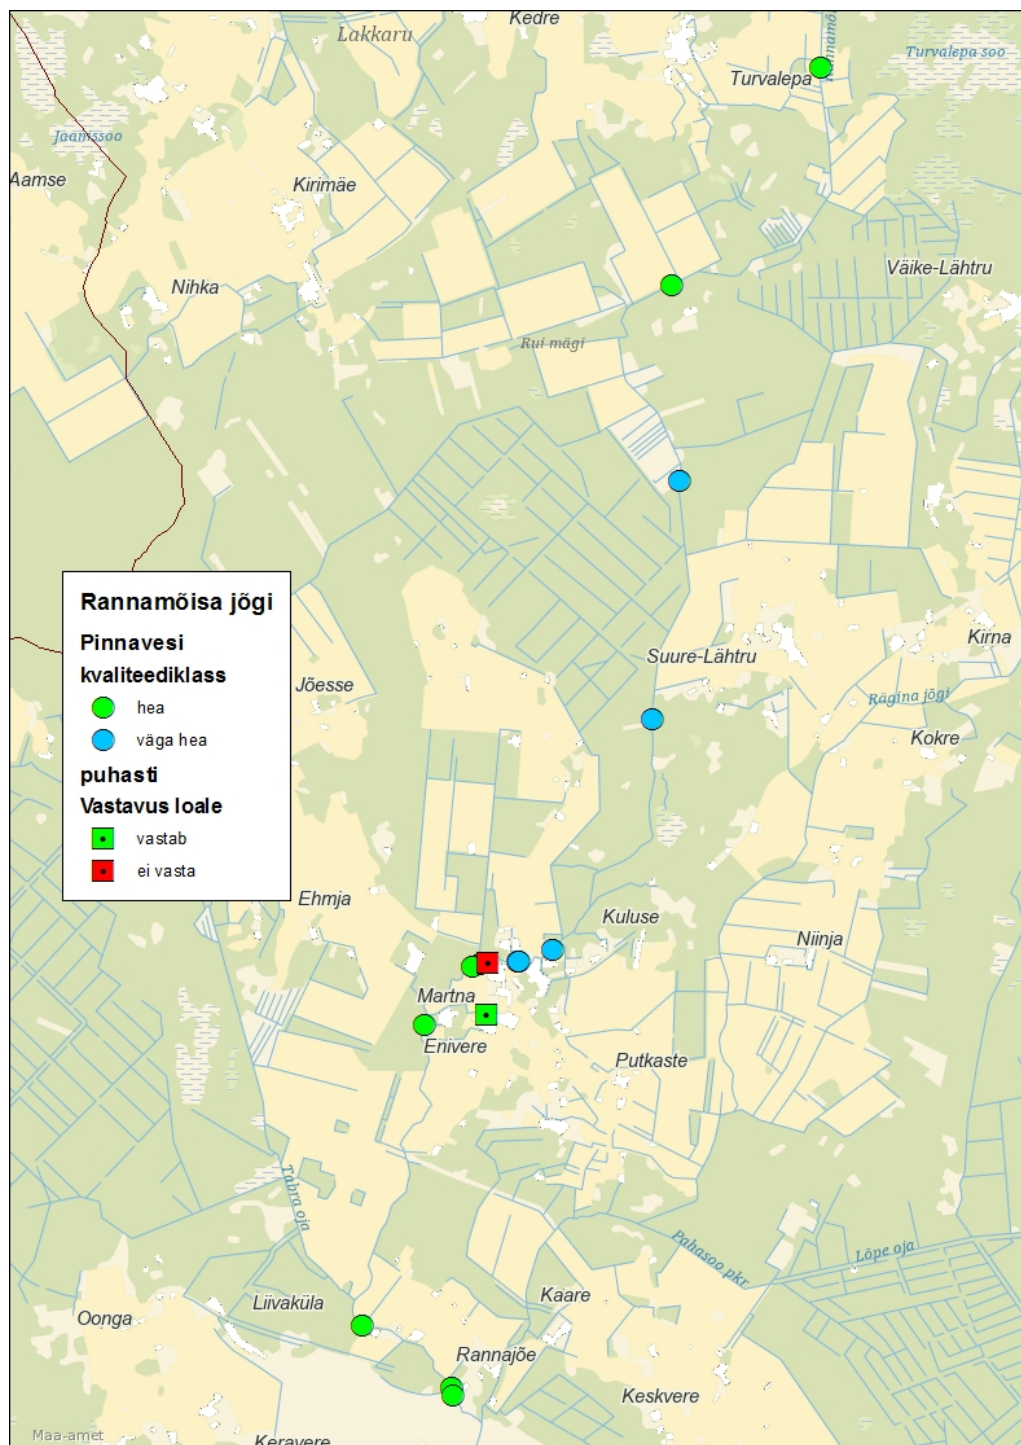 Kedre
Lakkaru
Turvalepa soo
Turvalepa
Jaamssoo
Aamse
Kirimäe
Väike-Lähtru
Nihka
Rui mägi
Rannamõisa jõgi
Pinnavesi
kvaliteediklass
hea
väga hea
puhasti
Vastavus loale
vastab
ei vasta
Kirna
Suure-Lähtru
Jõesse
Rägina jõgi
Kokre
Ehmja
Kuluse
Niinja
Martna
Enivere
Putkaste
Tabra oja
Pahasoo pkr
Lõpe oja
Kaare
Liivaküla
Oonga
Rannajõe
Keskvere
Maa-amet
Keravere